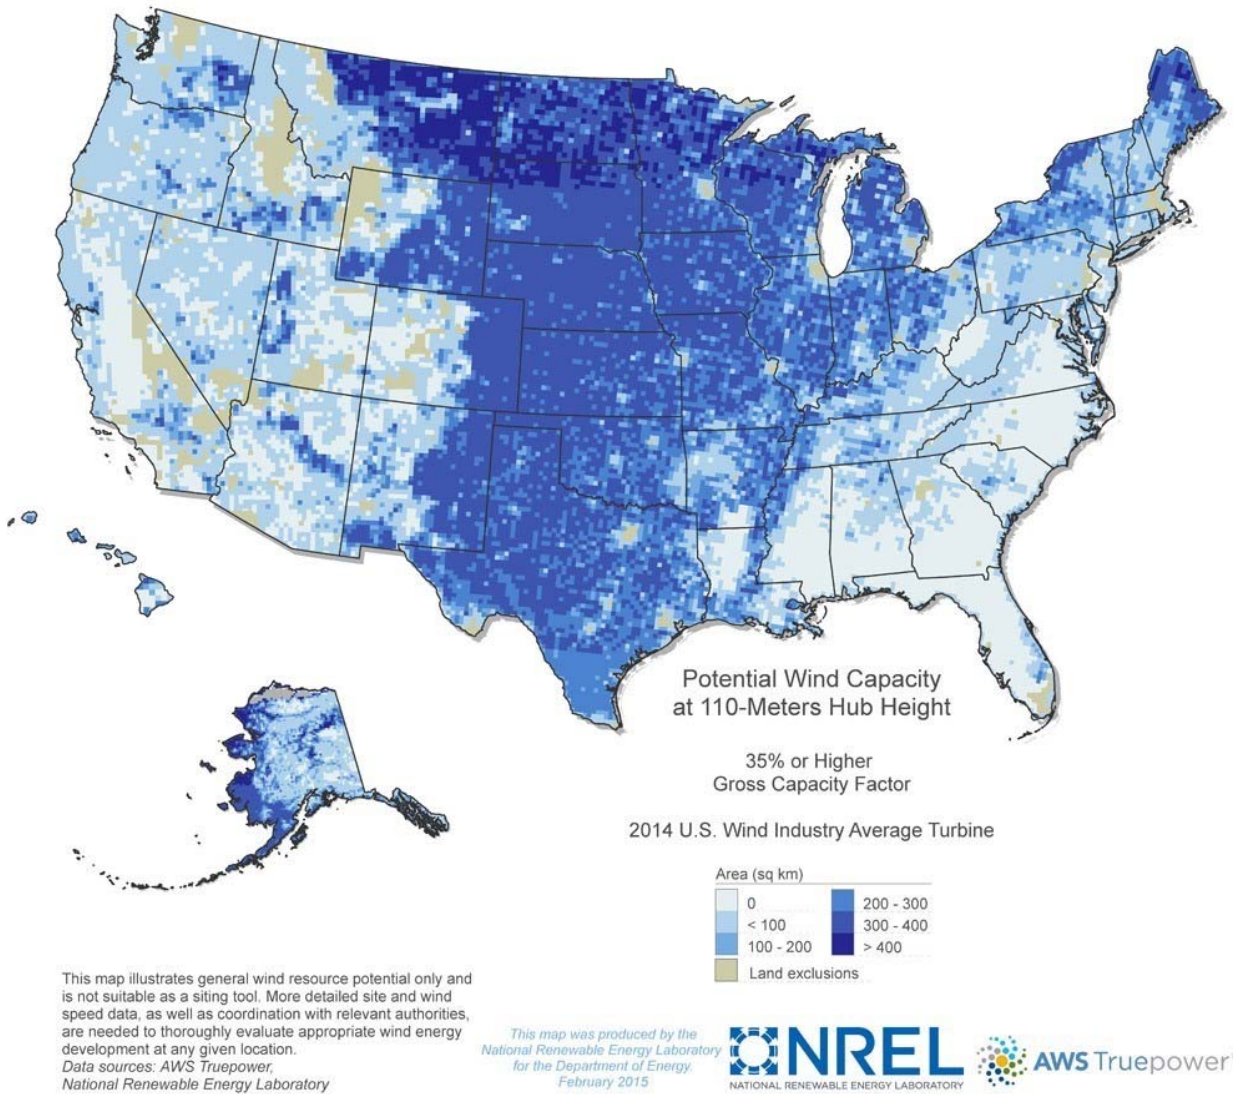 Potential Wind Capacity
at 110-Meters Hub Height
35% or Higher
Gross Capacity Factor
2014 U.S. Wind Industry Average Turbine
Area (sq km)
0
< 100
100 - 200
200 - 300
300 - 400
> 400
Land exclusions
This map illustrates general wind resource potential only and
is not suitable as a siting tool. More detailed site and wind
speed data, as well as coordination with relevant authorities,
are needed to thoroughly evaluate appropriate wind energy
development at any given location.
Data sources: AWS Truepower,
National Renewable Energy Laboratory
This map was produced by the
National Renewable Energy Laboratory
for the Department of Energy.
February 2015
NREL
NATIONAL RENEWABLE ENERGY LABORATORY
AWS Truepower